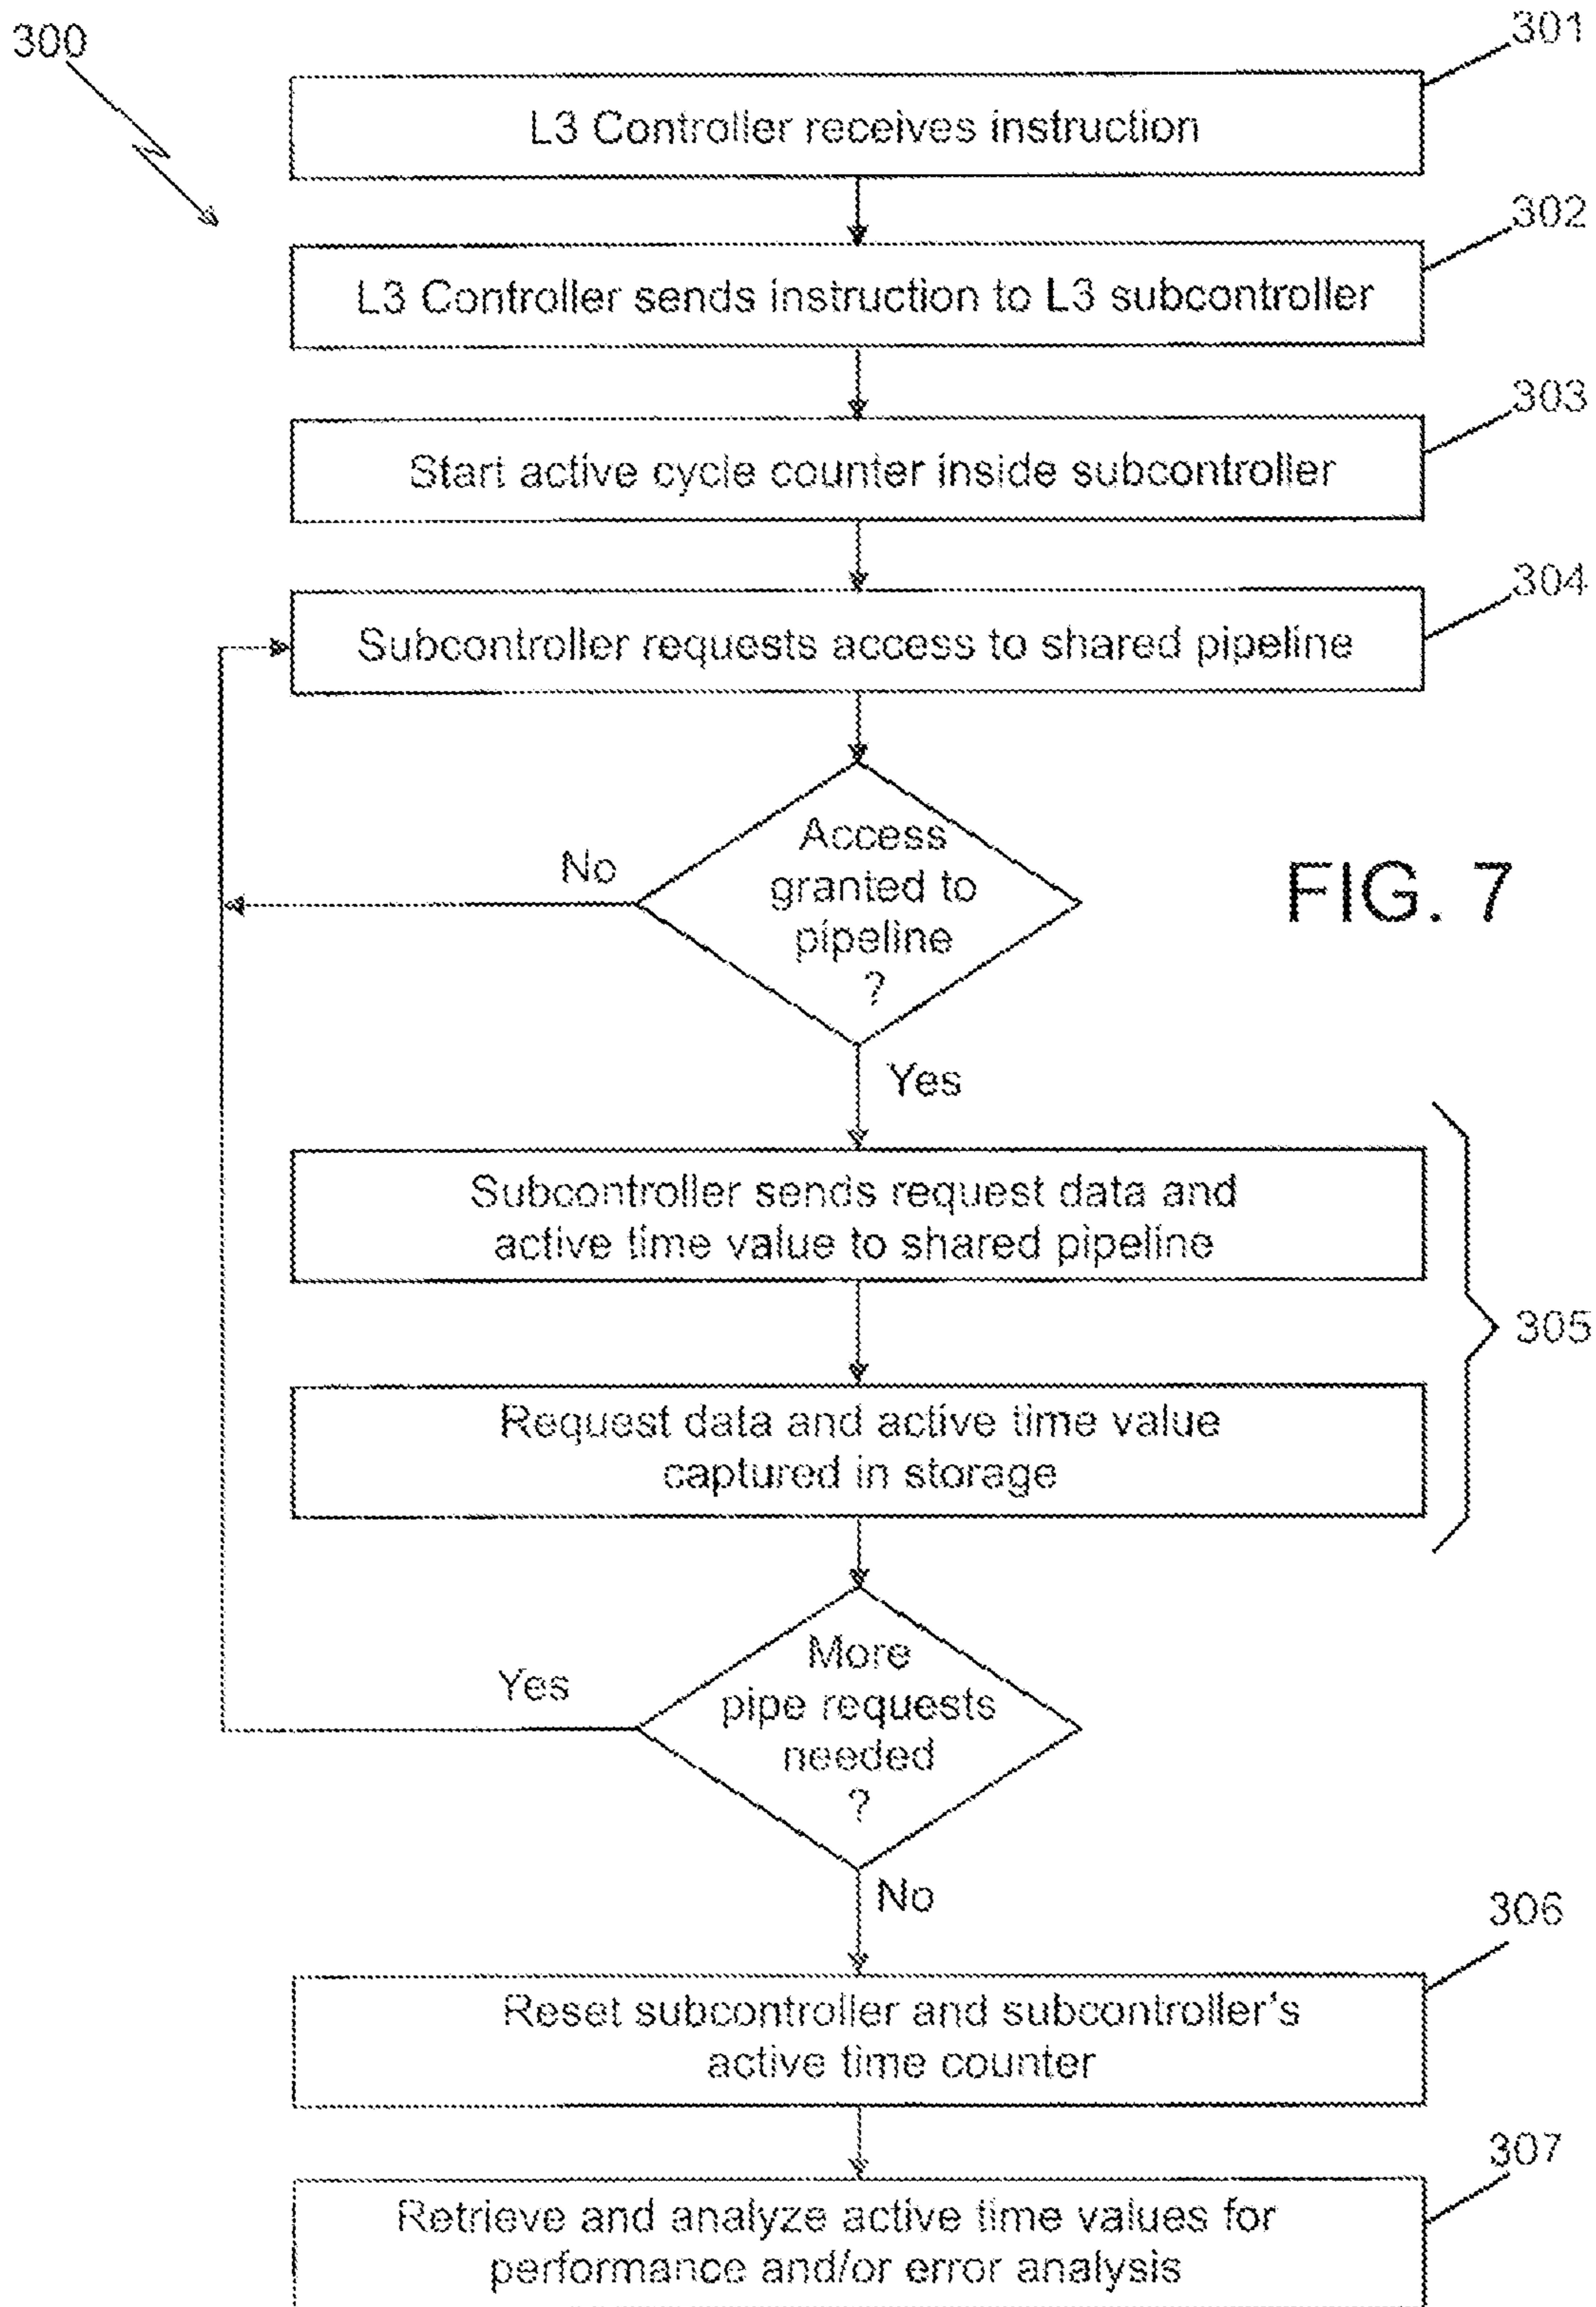 300
301
L3 Controller receives instruction
302
L3 Controller sends instruction to L3 subcontroller
303
Start active cycle counter inside subcontroller
304
Subcontroller requests access to shared pipeline
Access
granted to
pipeline
?
No
FIG. 7
Yes
Subcontroller sends request data and
active time value to shared pipeline
305
Request data and active time value
captured in storage
More
pipe requests
needed
?
Yes
No
306
Reset subcontroller and subcontroller's
active time counter
307
Retrieve and analyze active time values for
performance and/or error analysis